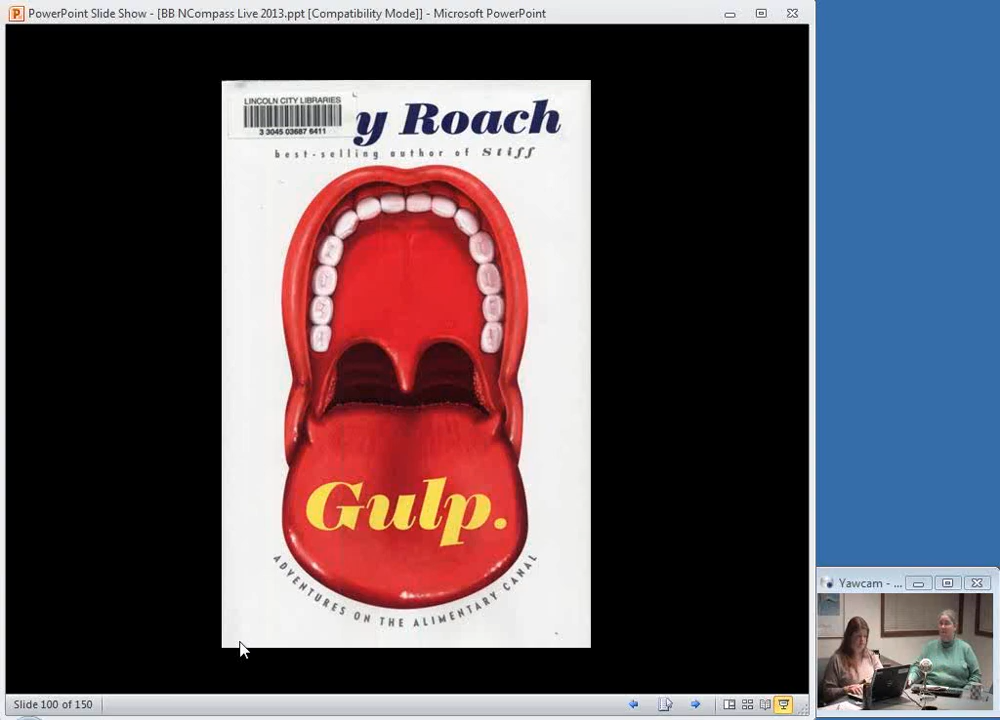 PowerPoint Slide Show - [BB NCompass Live 2013.ppt [Compatibility Mode]] - Microsoft PowerPoint
LINCOLN CITY LIBRARIES
3 3045 03687 6411
y Roach
best-selling author of Stiff
Gulp.
ADVENTURES ON THE ALIMENTARY CANAL
Yawcam - ...
Slide 100 of 150